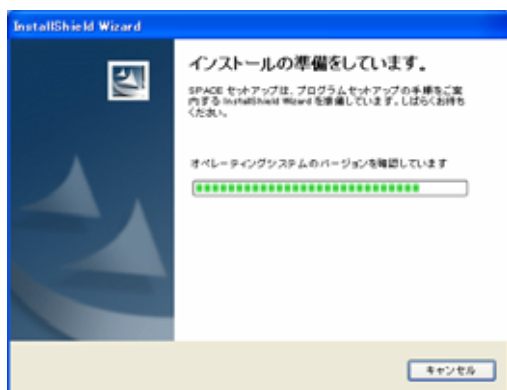 InstallShield Wizard
インストールの準備をしています。
SPACE セットアップは、プログラムセットアップの手順をご案
内する InstallShield Wizard を準備しています。しばらくお待ち
ください。
オペレーティングシステムのバージョンを確認しています
キャンセル